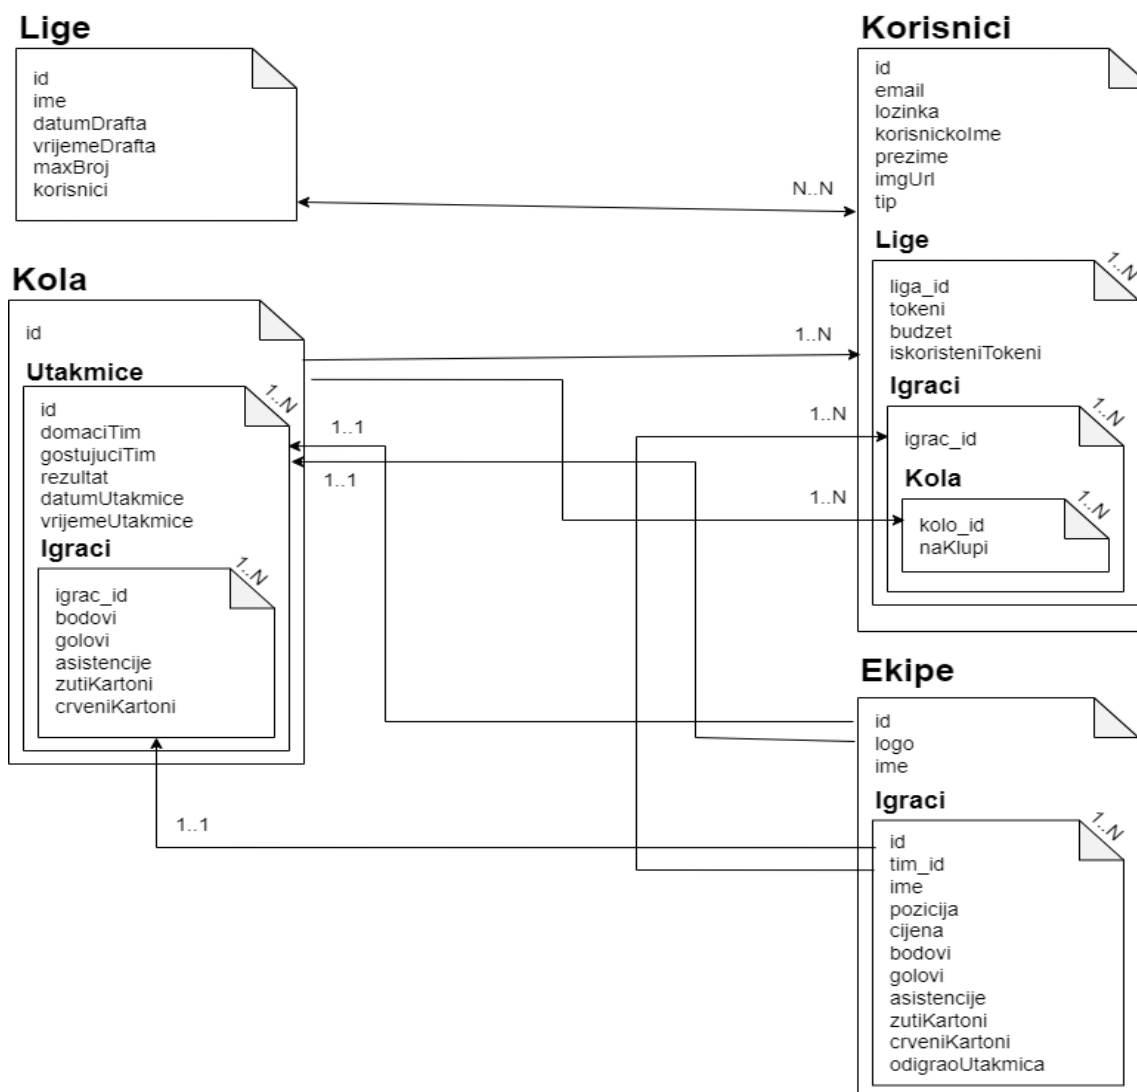 Lige
id
ime
datumDrafta
vrijemeDrafta
maxBroj
korisnici
N..N
Korisnici
id
email
lozinka
korisnickoIme
prezime
imgUrl
tip
Lige
1..N
liga_id
tokeni
budzet
iskoristeniTokeni
Igraci
1..N
igrac_id
Kola
1..N
kolo_id
naKlupi
Kola
id
Utakmice
1..N
id
domaciTim
gostujuciTim
rezultat
datumUtakmice
vrijemeUtakmice
Igraci
1..N
igrac_id
bodovi
golovi
asistencije
zutiKartoni
crveniKartoni
1..N
1..1
1..1
1..N
1..N
1..1
Ekipe
id
logo
ime
Igraci
1..N
id
tim_id
ime
pozicija
cijena
bodovi
golovi
asistencije
zutiKartoni
crveniKartoni
odigraoUtakmica